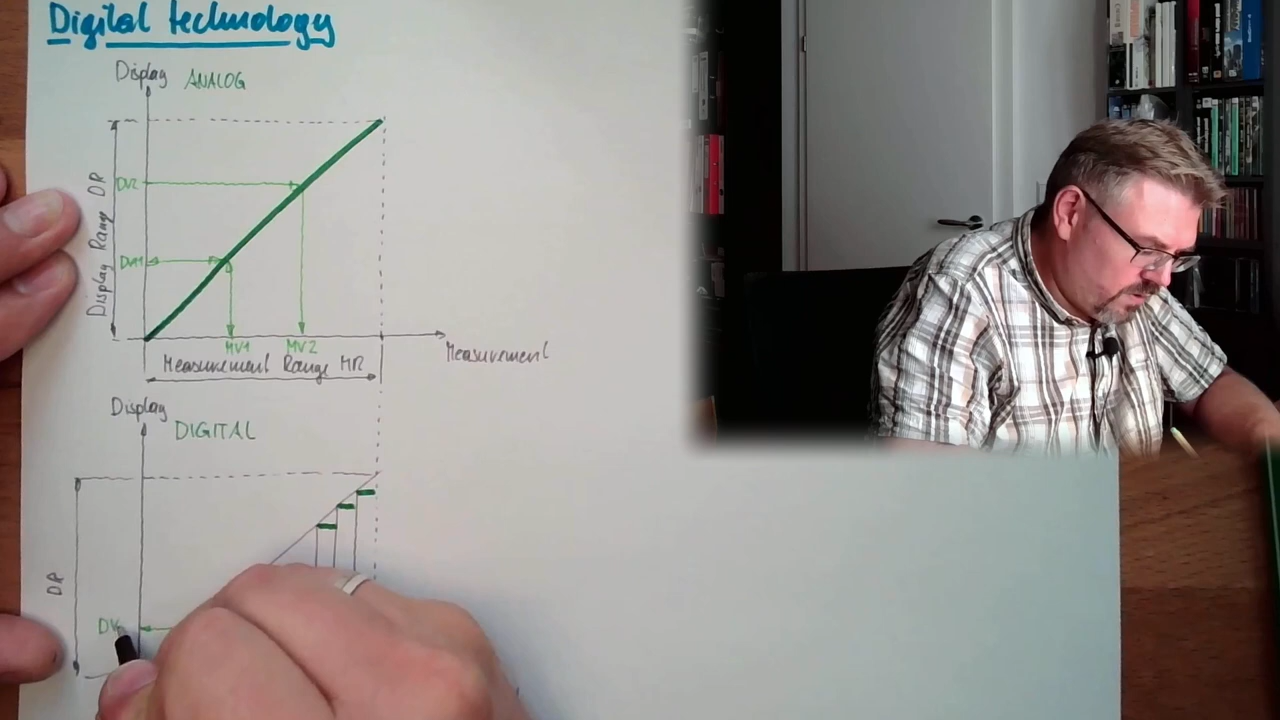 Digital technology
Display ANALOG
Display Range DR
DV2
DV1
MV1 MV2
Measurement Range MR
Measurement
Display
DIGITAL
DR